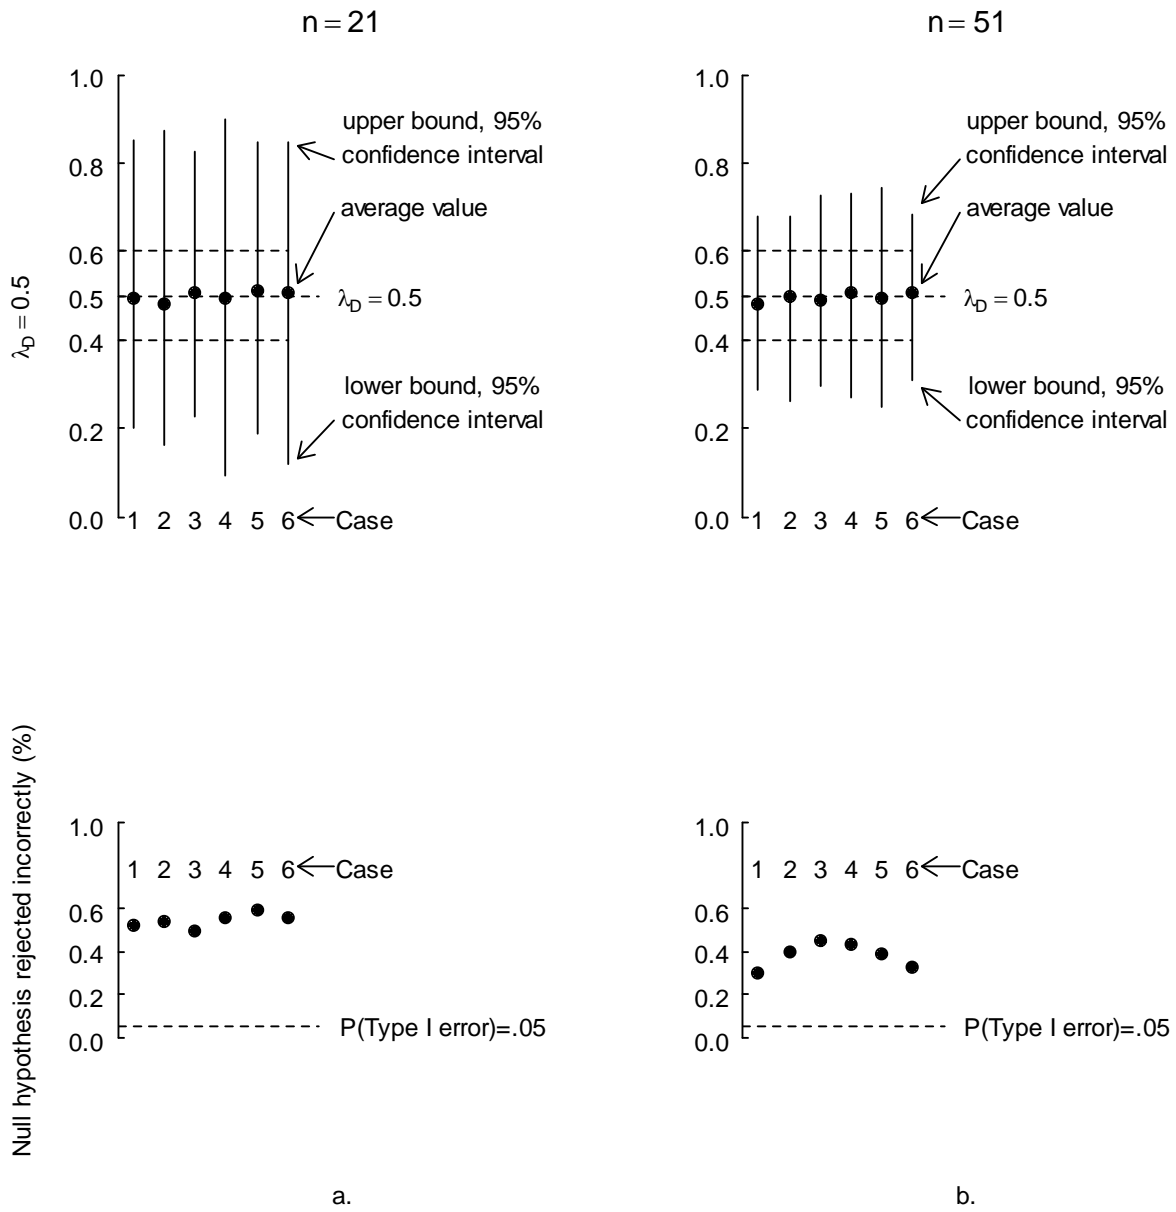 n = 21
1.0
0.8
0.6
0.5
0.4
0.2
0.0
λD = 0.5
upper bound, 95%
confidence interval
average value
λD = 0.5
lower bound, 95%
confidence interval
1 2 3 4 5 6 Case
n = 51
1.0
0.8
0.6
0.5
0.4
0.2
0.0
upper bound, 95%
confidence interval
average value
λD = 0.5
lower bound, 95%
confidence interval
1 2 3 4 5 6 Case
Null hypothesis rejected incorrectly (%)
1.0
0.6
0.4
0.2
0.0
1 2 3 4 5 6 Case
P(Type I error)=.05
a.
1.0
0.6
0.4
0.2
0.0
1 2 3 4 5 6 Case
P(Type I error)=.05
b.